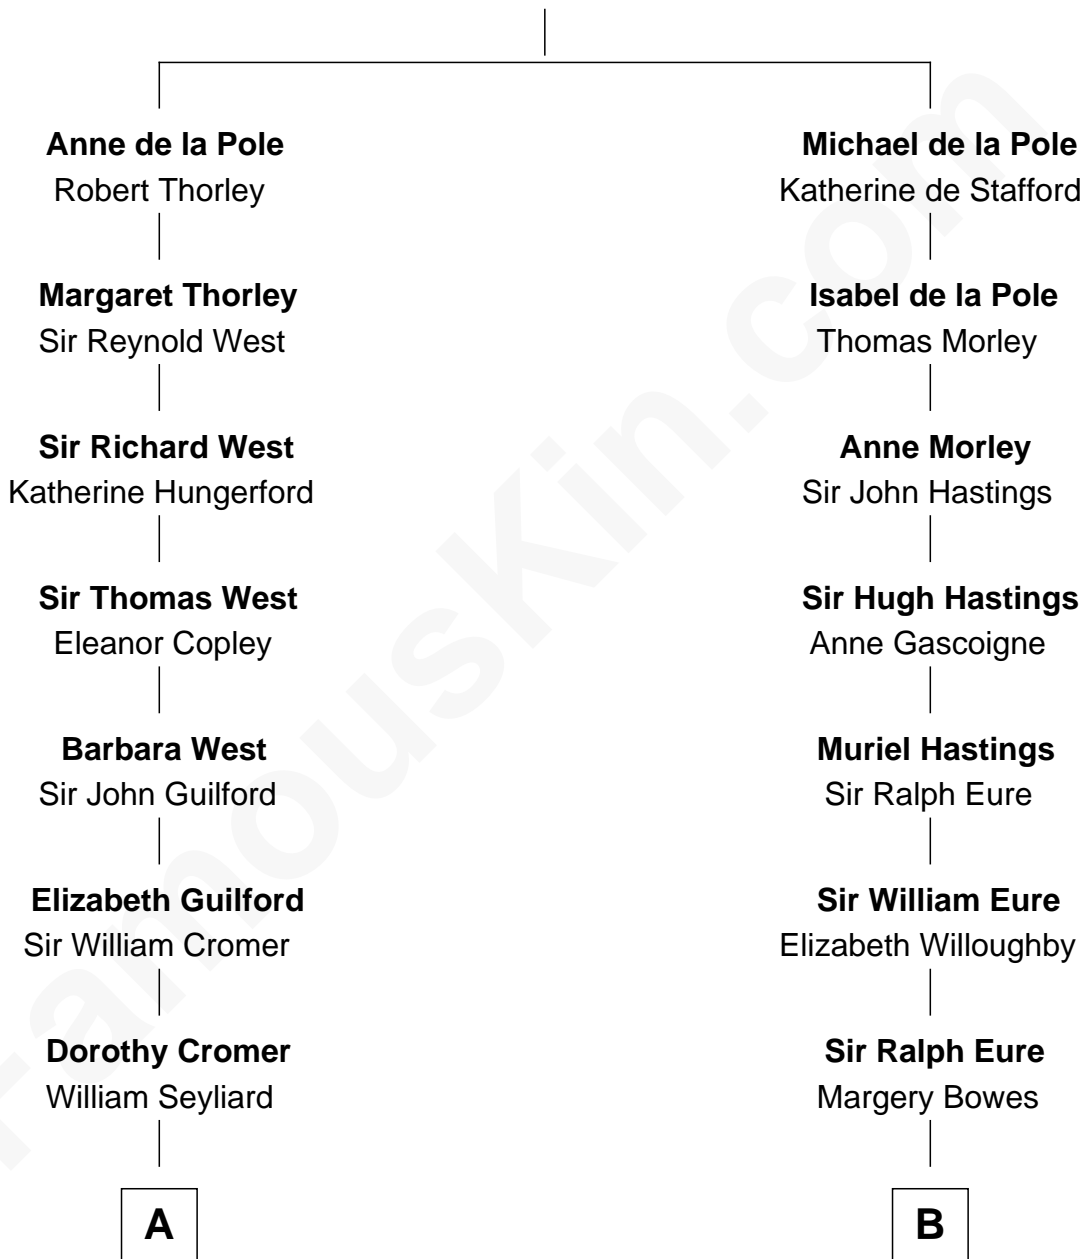 Anne de la Pole
Robert Thorley
Margaret Thorley
Sir Reynold West
Sir Richard West
Katherine Hungerford
Sir Thomas West
Eleanor Copley
Barbara West
Sir John Guilford
Elizabeth Guilford
Sir William Cromer
Dorothy Cromer
William Seyliard
A
Michael de la Pole
Katherine de Stafford
Isabel de la Pole
Thomas Morley
Anne Morley
Sir John Hastings
Sir Hugh Hastings
Anne Gascoigne
Muriel Hastings
Sir Ralph Eure
Sir William Eure
Elizabeth Willoughby
Sir Ralph Eure
Margery Bowes
B
FamousKin.com